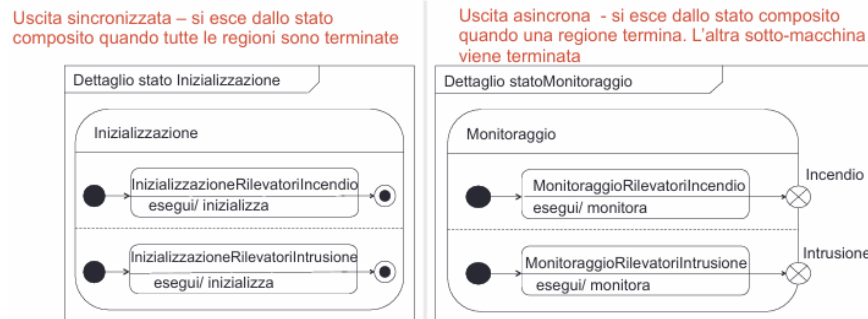 Uscita sincronizzata – si esce dallo stato
composito quando tutte le regioni sono terminate
Dettaglio stato Inizializzazione
Inizializzazione
InizializzazioneRilevatoriIncendio
esegui/ inizializza
InizializzazioneRilevatoriIntrusione
esegui/ inizializza
Uscita asincrona - si esce dallo stato composito
quando una regione termina. L'altra sotto-macchina
viene terminata
Dettaglio statoMonitoraggio
Monitoraggio
MonitoraggioRilevatoriIncendio
esegui/ monitora
Incendio
MonitoraggioRilevatoriIntrusione
esegui/ monitora
Intrusione